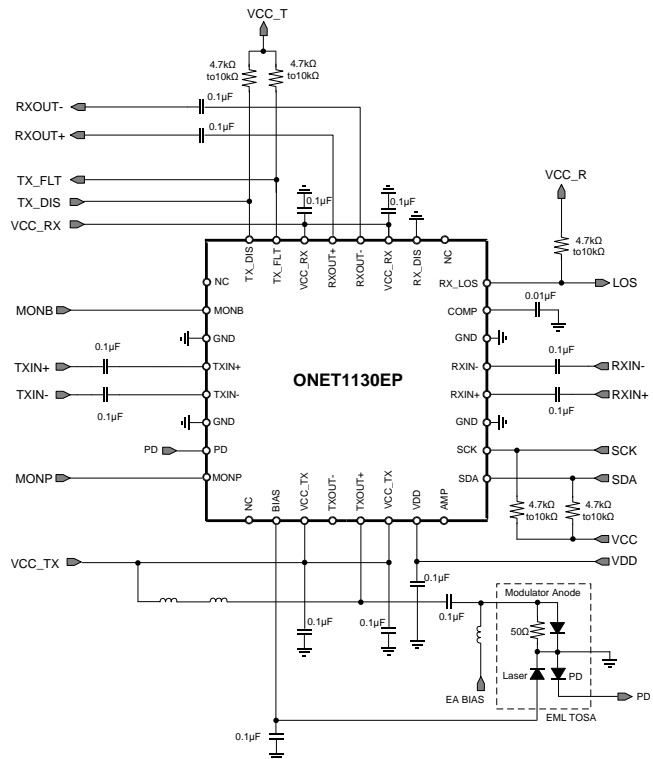 VCC_T
4.7kΩ to10kΩ
4.7kΩ to10kΩ
RXOUT-
0.1µF
RXOUT+
0.1µF
TX_FLT
TX_DIS
VCC_RX
0.1µF
0.1µF
VCC_R
4.7kΩ to10kΩ
TX_DIS
TX_FLT
VCC_RX
RXOUT+
RXOUT-
VCC_RX
RX_DIS
NC
NC
RX_LOS
LOS
MONB
MONB
COMP
0.01µF
GND
GND
TXIN+
0.1µF
TXIN+
ONET1130EP
RXIN-
0.1µF
RXIN-
TXIN-
0.1µF
TXIN-
RXIN+
0.1µF
RXIN+
GND
GND
PD
PD
SCK
SCK
MONP
MONP
SDA
SDA
NC
BIAS
VCC_TX
TXOUT-
TXOUT+
VCC_TX
VDD
AMP
4.7kΩ to10kΩ
4.7kΩ to10kΩ
VCC
VCC_TX
VDD
0.1µF
Modulator Anode
0.1µF
0.1µF
0.1µF
50Ω
Laser
PD
EA BIAS
PD
EML TOSA
0.1µF